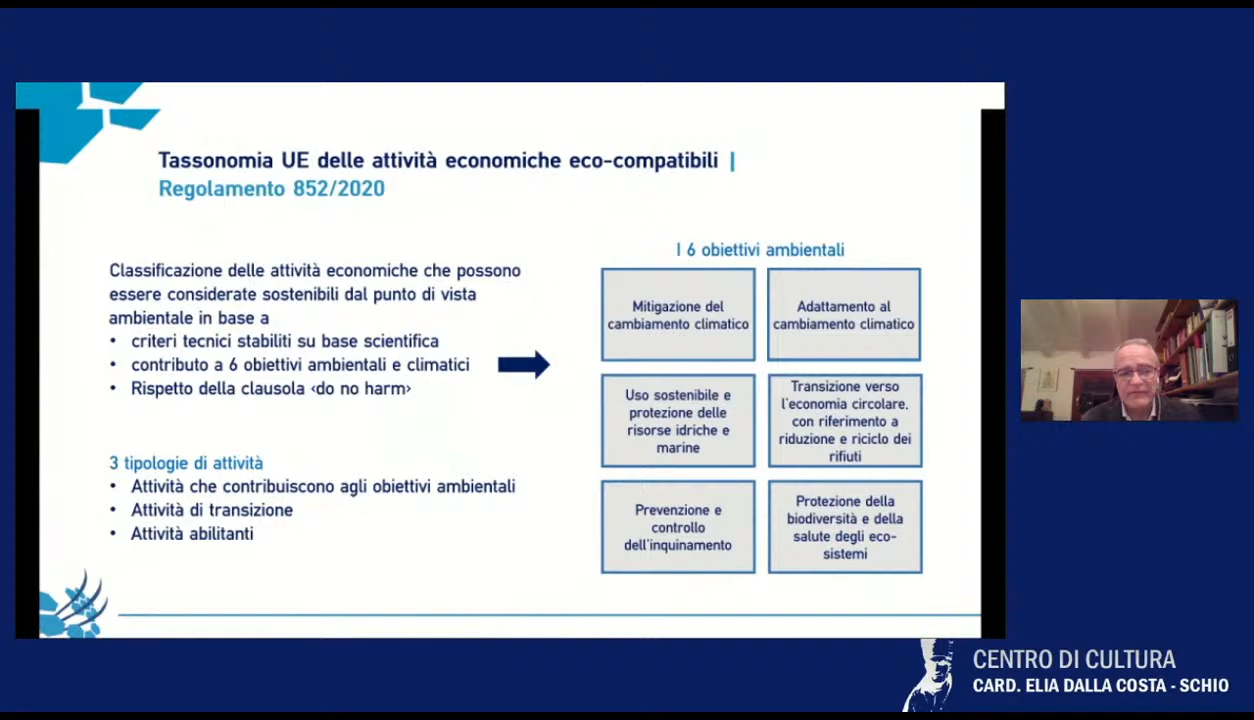 Tassonomia UE delle attività economiche eco-compatibili |
Regolamento 852/2020
Classificazione delle attività economiche che possono
essere considerate sostenibili dal punto di vista
ambientale in base a
• criteri tecnici stabiliti su base scientifica
• contributo a 6 obiettivi ambientali e climatici
• Rispetto della clausola ‹do no harm›
3 tipologie di attività
• Attività che contribuiscono agli obiettivi ambientali
• Attività di transizione
• Attività abilitanti
I 6 obiettivi ambientali
Mitigazione del
cambiamento climatico
Adattamento al
cambiamento climatico
Uso sostenibile e
protezione delle
risorse idriche e
marine
Transizione verso
l'economia circolare,
con riferimento a
riduzione e riciclo dei
rifiuti
Prevenzione e
controllo
dell'inquinamento
Protezione della
biodiversità e della
salute degli eco-
sistemi
CENTRO DI CULTURA
CARD. ELIA DALLA COSTA - SCHIO